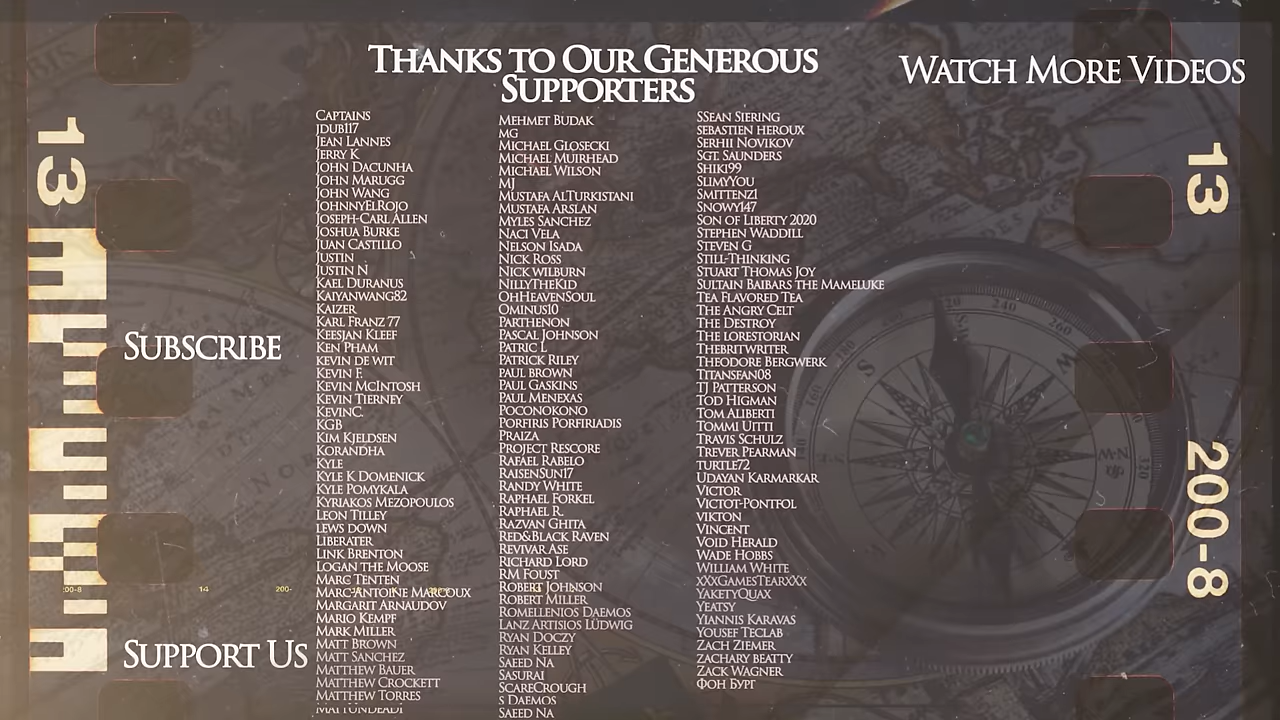 Thanks to Our Generous
Supporters
Watch More Videos
Subscribe
Support Us
13
13
200-8
Captains
jdub117
Jean Lannes
Jerry K
John Dacunha
John Marugg
John Wang
JohnnyElRojo
Joseph-Carl Allen
Joshua Burke
Juan Castillo
Justin
Justin N
Kael Duranus
Kaiyanwang82
Kaizer
Karl Franz 77
Keesjan Kleef
Ken Pham
kevin de wit
Kevin F.
Kevin McIntosh
Kevin Tierney
KevinC.
KGB
Kim Kjeldsen
Korandha
Kyle
Kyle K Domenick
Kyle Pomykala
Kyriakos Mezopoulos
Leon Tilley
Lews down
Liberater
Link Brenton
Logan the Moose
Marc Tenten
Marc-Antoine Marcoux
Margarit Arnaudov
Mario Kempf
Mark Miller
Matt Brown
Matt Sanchez
Matthew Bauer
Matthew Crockett
Matthew Torres
Mehmet Budak
MG
Michael Glosecki
Michael Muirhead
Michael Wilson
MJ
Mustafa AlTurkistani
Mustafa Arslan
Myles Sanchez
Naci Vela
Nelson Isada
Nick Ross
Nick wilburn
NillyTheKid
OhHeavenSoul
Ominus10
Parthenon
Pascal Johnson
Patric L
Patrick Riley
Paul Brown
Paul Gaskins
Paul Menexas
Poconokono
Porfiris Porfiriadis
Praiza
Project Rescore
Rafael Rabelo
RaisenSun17
Randy White
Raphael Forkel
Raphael R.
Razvan Ghita
Red&Black Raven
Revivar Ase
Richard Lord
RM Foust
Robert Johnson
Robert Miller
Romellenios Daemos
Lanz Artisios Lüdwig
Ryan Doczy
Ryan Kelley
Saeed Na
Sasurai
ScareCrough
s Daemos
Saeed Na
SSean Siering
sebastien heroux
Serhii Novikov
Sgt. Saunders
Shiki99
SlimyYou
Smittenz1
Snowy147
Son of Liberty 2020
Stephen Waddill
Steven G
Still-Thinking
Stuart Thomas Joy
Sultain Baibars the Mameluke
Tea Flavored Tea
The Angry Celt
The Destroy
The Lorestorian
TheBritWriter
Theodore Bergwerk
Titansfan08
TJ Patterson
Tod Higman
Tom Aliberti
Tommi Uitti
Travis Schulz
Trever Pearman
Turtle72
Udayan Karmarkar
Victor
Victot-Pontfol
Vikton
Vincent
Void Herald
Wade Hobbs
William White
xXxGamesTearxXx
YaketyQuax
Yeatsy
Yiannis Karavas
Yousef Teclab
Zach Ziemer
zachary beatty
Zack Wagner
Фон Бург